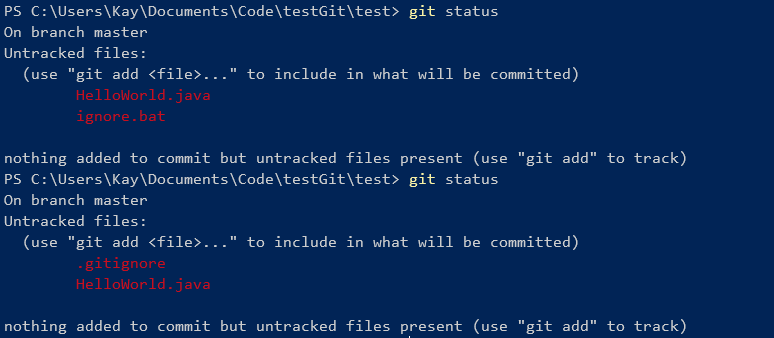 PS C:\Users\Kay\Documents\Code\testGit\test> git status
On branch master
Untracked files:
  (use "git add <file>..." to include in what will be committed)
        HelloWorld.java
        ignore.bat

nothing added to commit but untracked files present (use "git add" to track)
PS C:\Users\Kay\Documents\Code\testGit\test> git status
On branch master
Untracked files:
  (use "git add <file>..." to include in what will be committed)
        .gitignore
        HelloWorld.java

nothing added to commit but untracked files present (use "git add" to track)